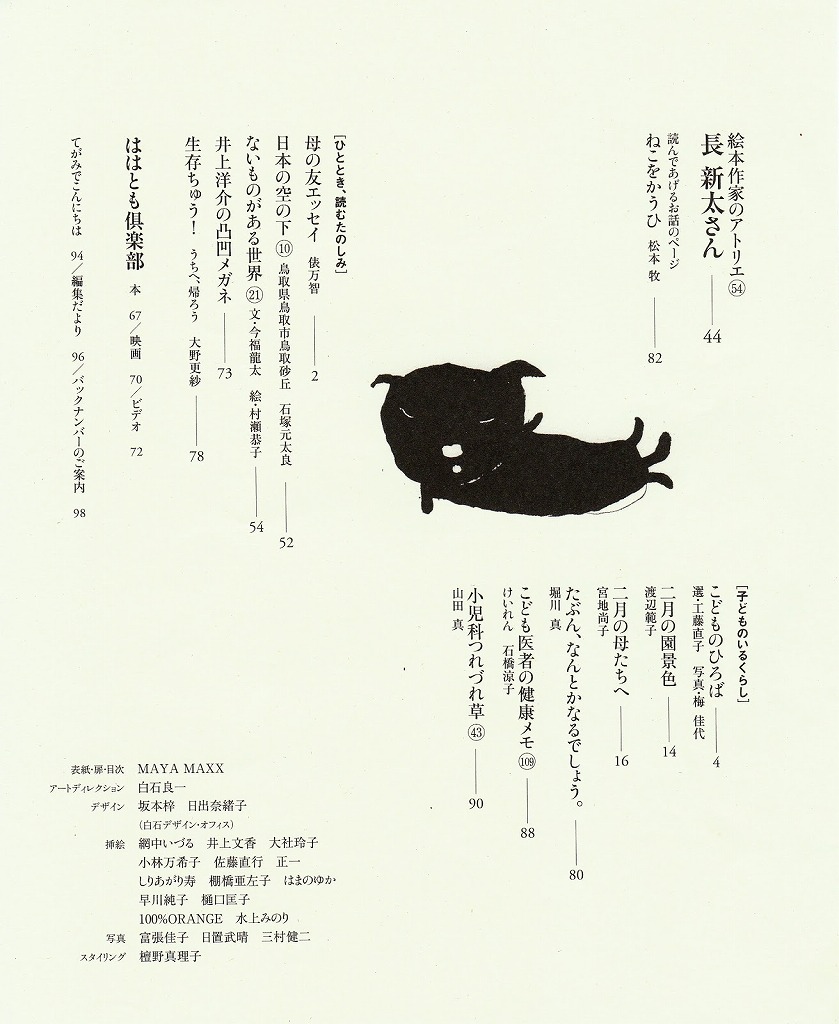 絵本作家のアトリエ㊴
長 新太さん 44
読んであげるお話のページ
ねこをかうひ 松本 牧 82
[ひととき、読むたのしみ]
母の友エッセイ 俵万智 2
日本の空の下⑩ 鳥取県鳥取市鳥取砂丘 石塚元太良 52
ないものがある世界㉑ 文・今福龍太 絵・村瀬恭子 54
井上洋介の凸凹メガネ 73
生存ちゅう! うちへ、帰ろう 大野更紗 78
ははとも倶楽部 本 67/映画 70/ビデオ 72
てがみでこんにちは 94/編集だより 96/バックナンバーのご案内 98
[子どものいるくらし]
こどものひろば 4
選・工藤直子 写真・梅 佳代
二月の園景色 14
渡辺範子
二月の母たちへ 16
宮地尚子
たぶん、なんとかなるでしょう。 80
堀川 真
こども医者の健康メモ(109) 88
けいれん 石橋涼子
小児科つれづれ草㊸ 90
山田 真
表紙・扉・目次 MAYA MAXX
アートディレクション 白石良一
デザイン 坂本梓 日出奈緒子
(白石デザイン・オフィス)
挿絵 網中いづる 井上文香 大社玲子
小林万希子 佐藤直行 正一
しりあがり寿 棚橋亜左子 はまのゆか
早川純子 樋口匡子
100%ORANGE 水上みのり
写真 富張佳子 日置武晴 三村健二
スタイリング 檀野真理子